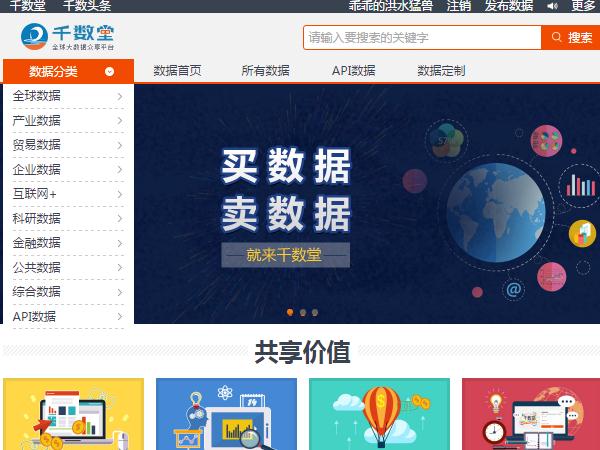 千数堂 千数头条 乖乖的洪水猛兽 注销 发布数据 更多
千数堂
全球大数据众享平台
请输入要搜索的关键字 搜索
数据分类 数据首页 所有数据 API数据 数据定制
全球数据
产业数据
贸易数据
企业数据
互联网+
科研数据
金融数据
公共数据
综合数据
API数据
买数据
卖数据
就来千数堂
@
共享价值